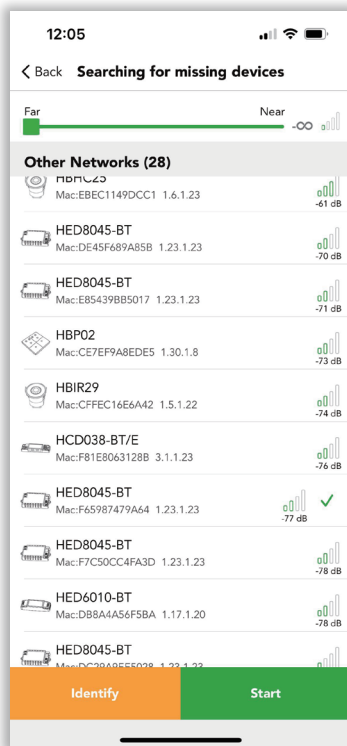 12:05
Back Searching for missing devices
Far Near
-∞
Other Networks (28)
HBHC25
Mac:EBEC1149DCC1 1.6.1.23
-61 dB
HED8045-BT
Mac:DE45F689A85B 1.23.1.23
-70 dB
HED8045-BT
Mac:E85439BB5017 1.23.1.23
-71 dB
HBP02
Mac:CE7EF9A8EDE5 1.30.1.8
-73 dB
HBIR29
Mac:CFFEC16E6A42 1.5.1.22
-74 dB
HCD038-BT/E
Mac:F81E8063128B 3.1.1.23
-76 dB
HED8045-BT
Mac:F65987479A64 1.23.1.23
-77 dB
HED8045-BT
Mac:F7C50CC4FA3D 1.23.1.23
-78 dB
HED6010-BT
Mac:DB8A4A56F5BA 1.17.1.20
-78 dB
HED8045-BT
Identify Start